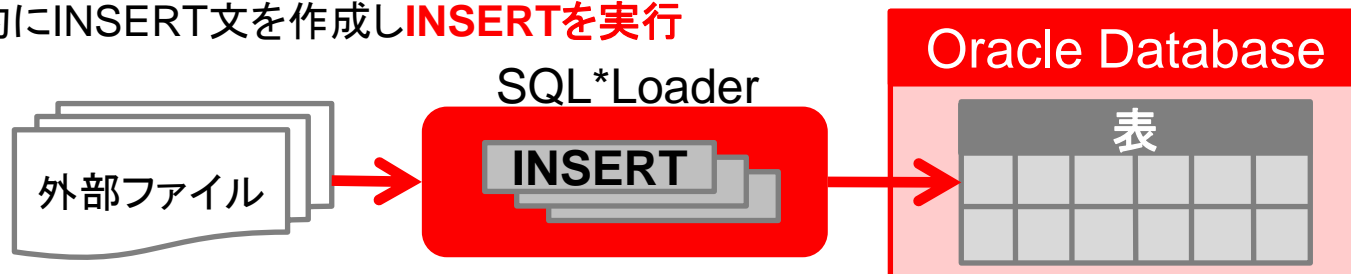 的にINSERT文を作成しINSERTを実行
Oracle Database
SQL*Loader
表
INSERT
外部ファイル